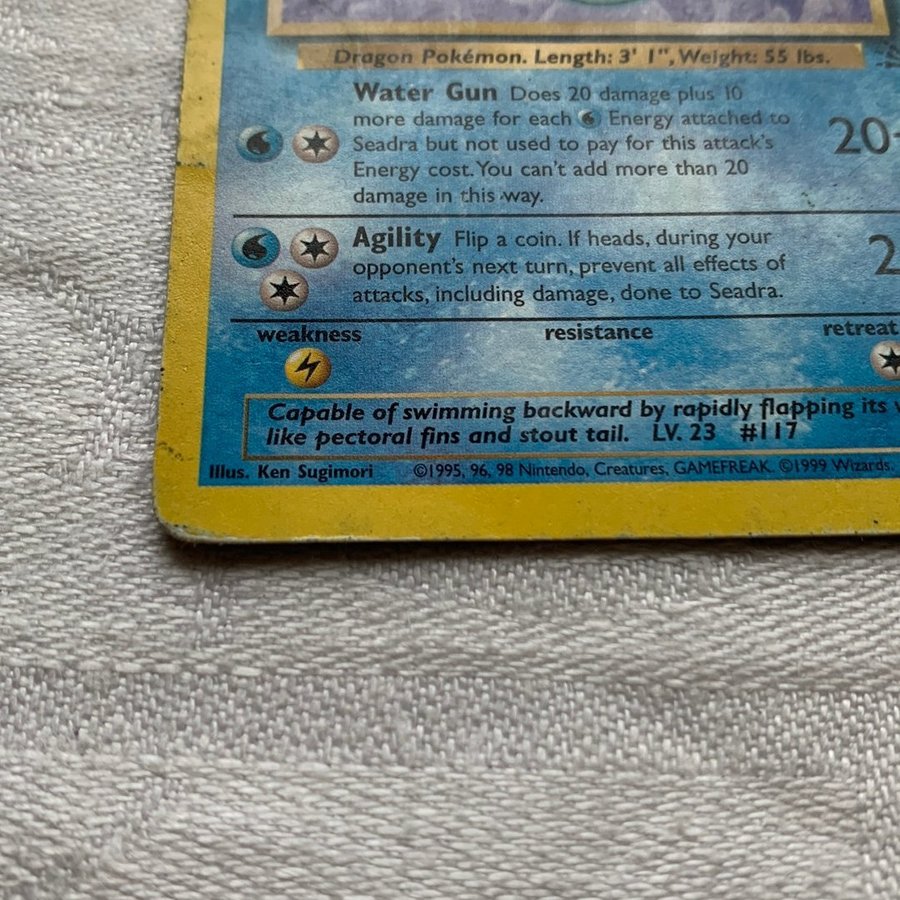 Dragon Pokémon. Length: 3' 1", Weight: 55 lbs.
Water Gun Does 20 damage plus 10
more damage for each Energy attached to
Seadra but not used to pay for this attack's
Energy cost. You can't add more than 20
damage in this way.
20
Agility Flip a coin. If heads, during your
opponent's next turn, prevent all effects of
attacks, including damage, done to Seadra.
2
weakness resistance retreat
Capable of swimming backward by rapidly flapping its
like pectoral fins and stout tail. LV. 23 #117
Illus. Ken Sugimori ©1995, 96, 98 Nintendo, Creatures, GAMEFREAK. ©1999 Wizards.